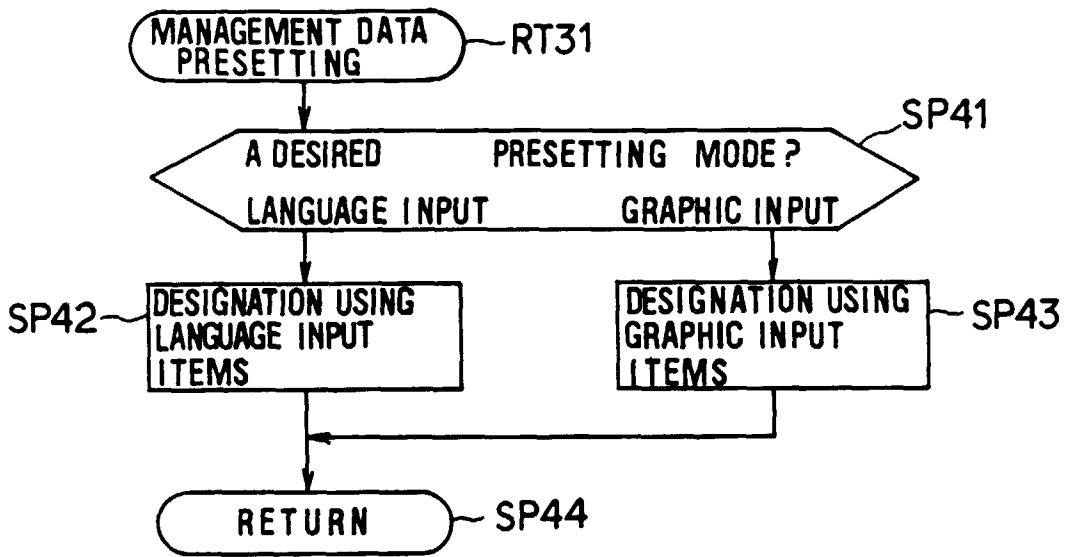 MANAGEMENT DATA
PRESETTING
RT31
SP41
A DESIRED PRESETTING MODE?
LANGUAGE INPUT GRAPHIC INPUT
SP42
DESIGNATION USING
LANGUAGE INPUT
ITEMS
DESIGNATION USING
GRAPHIC INPUT
ITEMS
SP43
RETURN
SP44